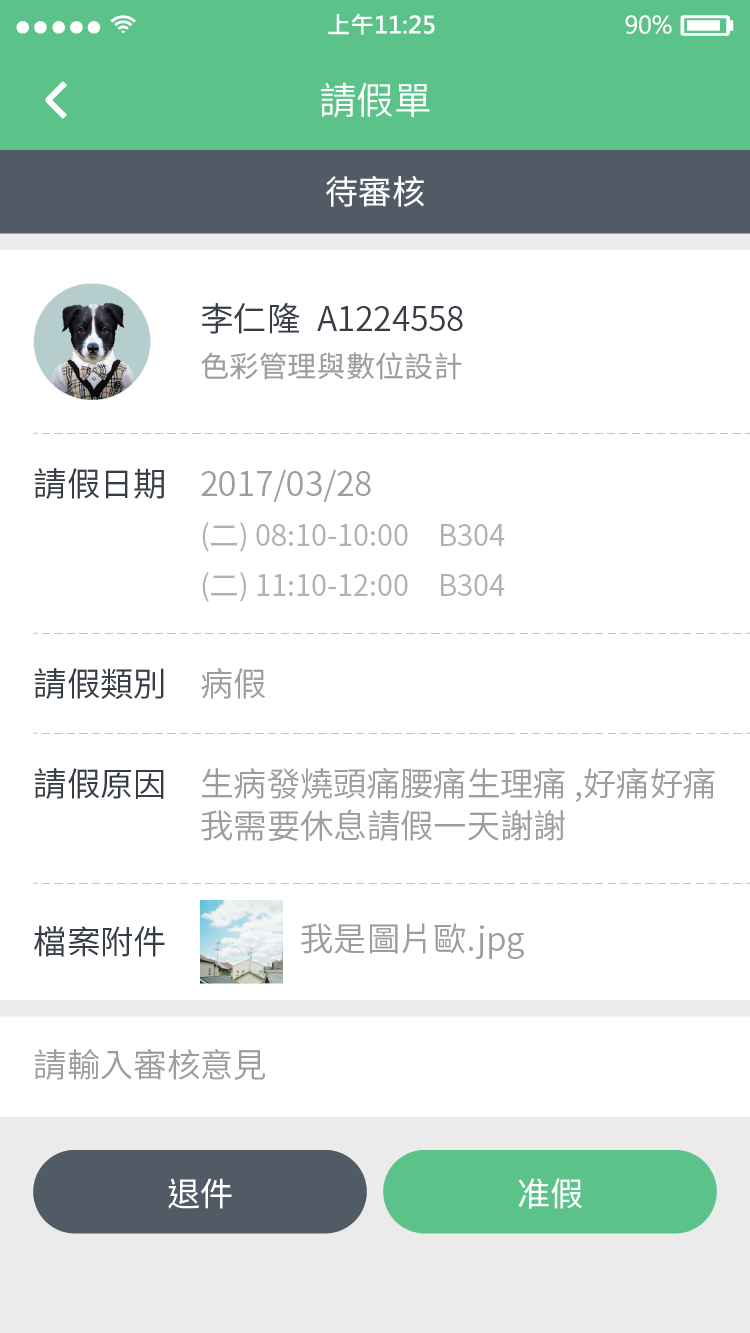 上午11:25
90%
請假單
待審核
李仁隆 A1224558
色彩管理與數位設計
請假日期 2017/03/28
(二) 08:10-10:00 B304
(二) 11:10-12:00 B304
請假類別 病假
請假原因 生病發燒頭痛腰痛生理痛 ,好痛好痛
我需要休息請假一天謝謝
檔案附件 我是圖片歐.jpg
請輸入審核意見
退件 准假